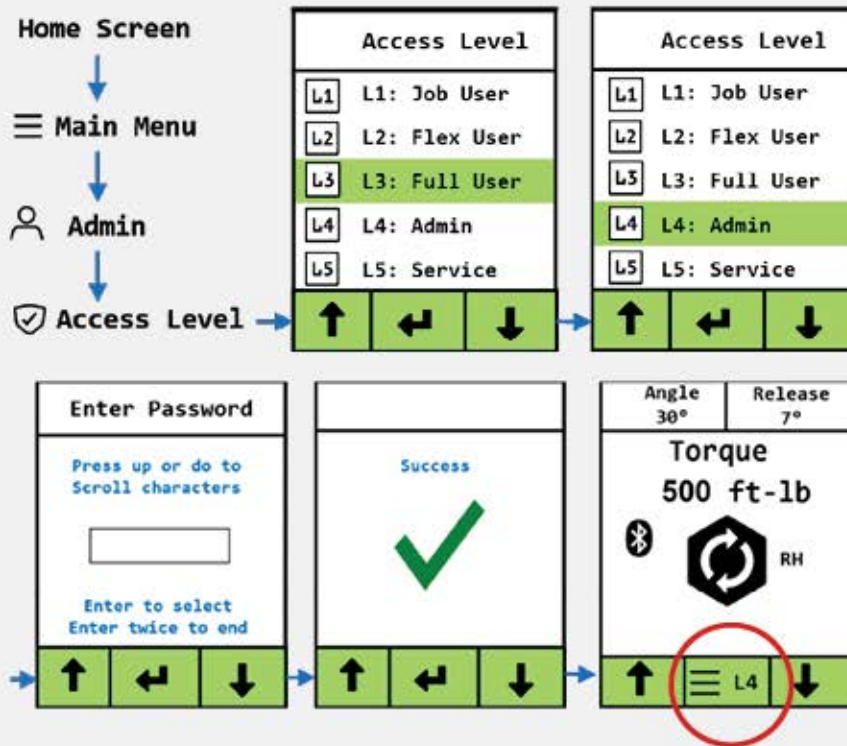 Home Screen
Main Menu
Admin
Access Level
Access Level
L1 L1: Job User
L2 L2: Flex User
L3 L3: Full User
L4 L4: Admin
L5 L5: Service
Access Level
L1 L1: Job User
L2 L2: Flex User
L3 L3: Full User
L4 L4: Admin
L5 L5: Service
Enter Password
Press up or do to
Scroll characters
Enter to select
Enter twice to end
Success
Angle
30°
Release
7°
Torque
500 ft-lb
RH
L4